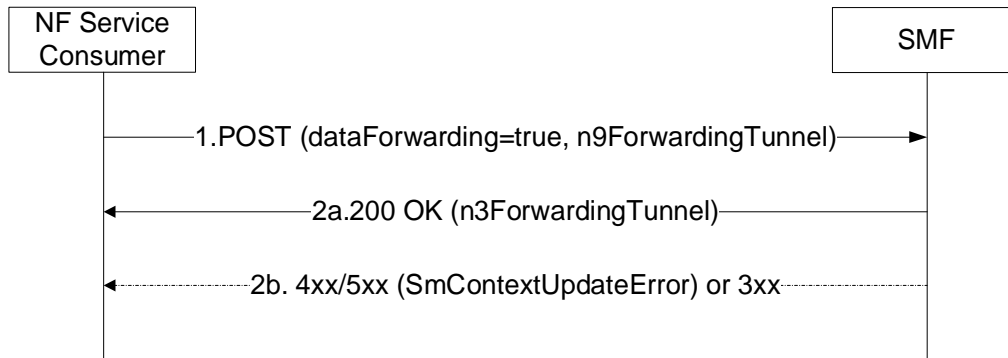 NF Service
Consumer
SMF
1.POST (dataForwarding=true, n9ForwardingTunnel)
2a.200 OK (n3ForwardingTunnel)
2b. 4xx/5xx (SmContextUpdateError) or 3xx